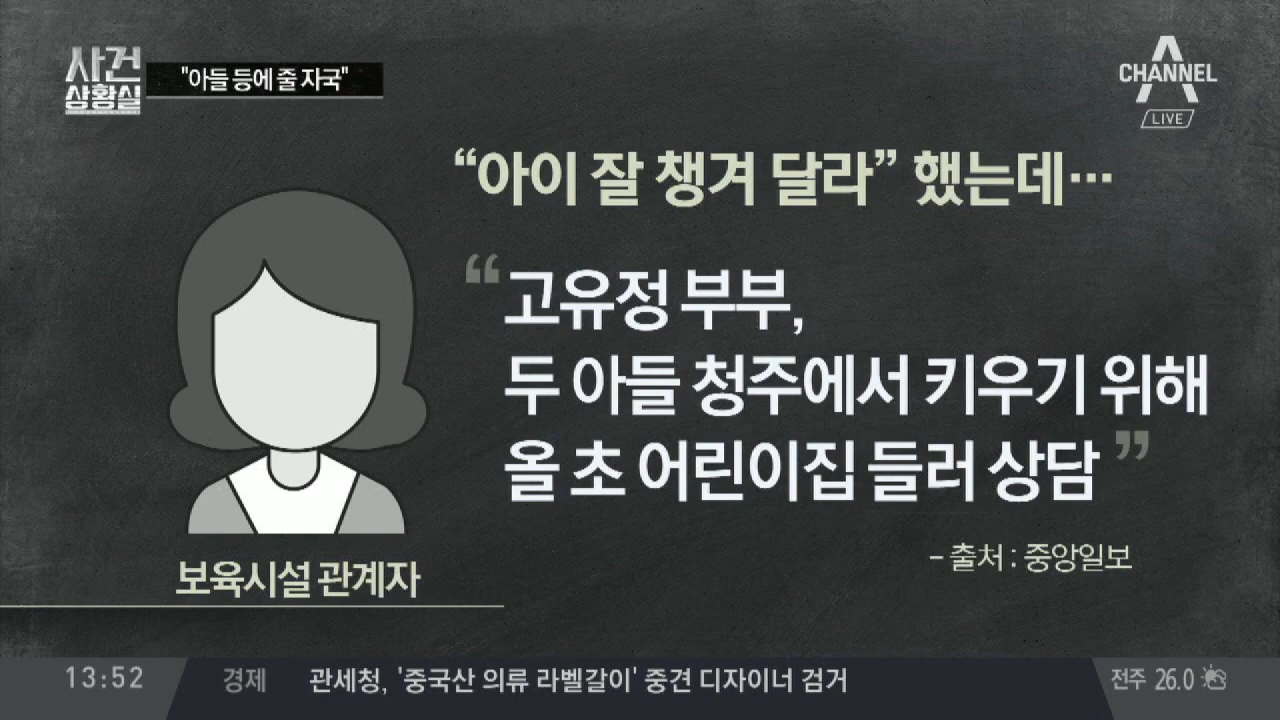 사건
상황실
"아들 등에 줄 자국"
CHANNEL
A
LIVE
“아이 잘 챙겨 달라” 했는데…
“고유정 부부,
두 아들 청주에서 키우기 위해
올 초 어린이집 들러 상담”
– 출처 : 중앙일보
보육시설 관계자
13:52 경제 관세청, '중국산 의류 라벨갈이' 중견 디자이너 검거 전주 26.0